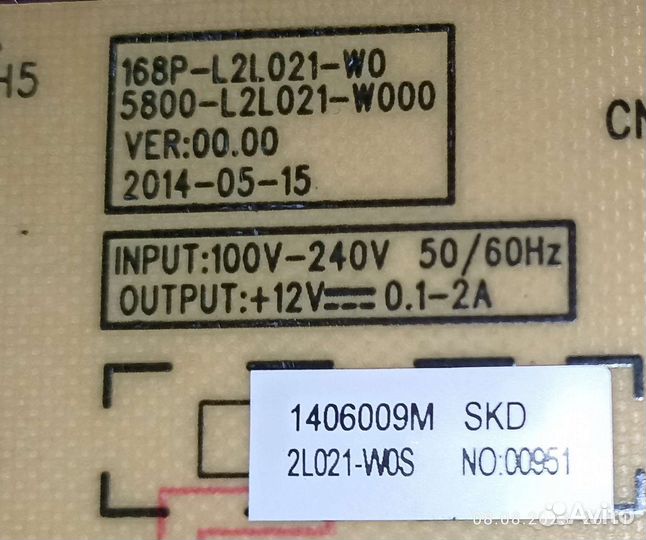 H5
168P-L2L021-W0
5800-L2L021-W000
VER:00.00
2014-05-15
CN
INPUT:100V-240V 50/60Hz
OUTPUT:+12V⎓0.1-2A
1406009M SKD
2L021-W0S NO:00951
Avito